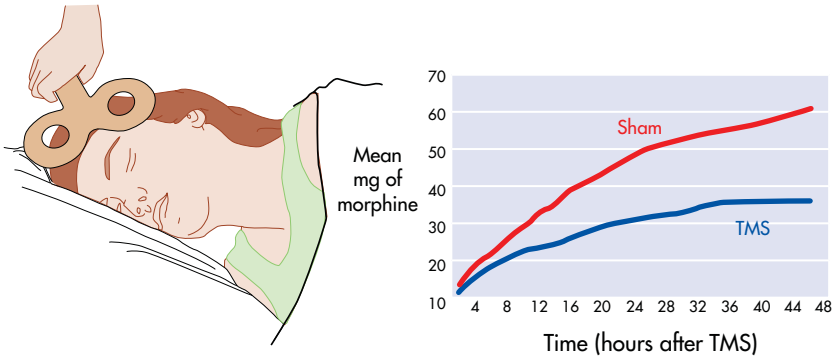 Mean
mg of
morphine
70
60
50
40
30
20
10
Sham
TMS
4 8 12 16 20 24 28 32 36 40 44 48
Time (hours after TMS)